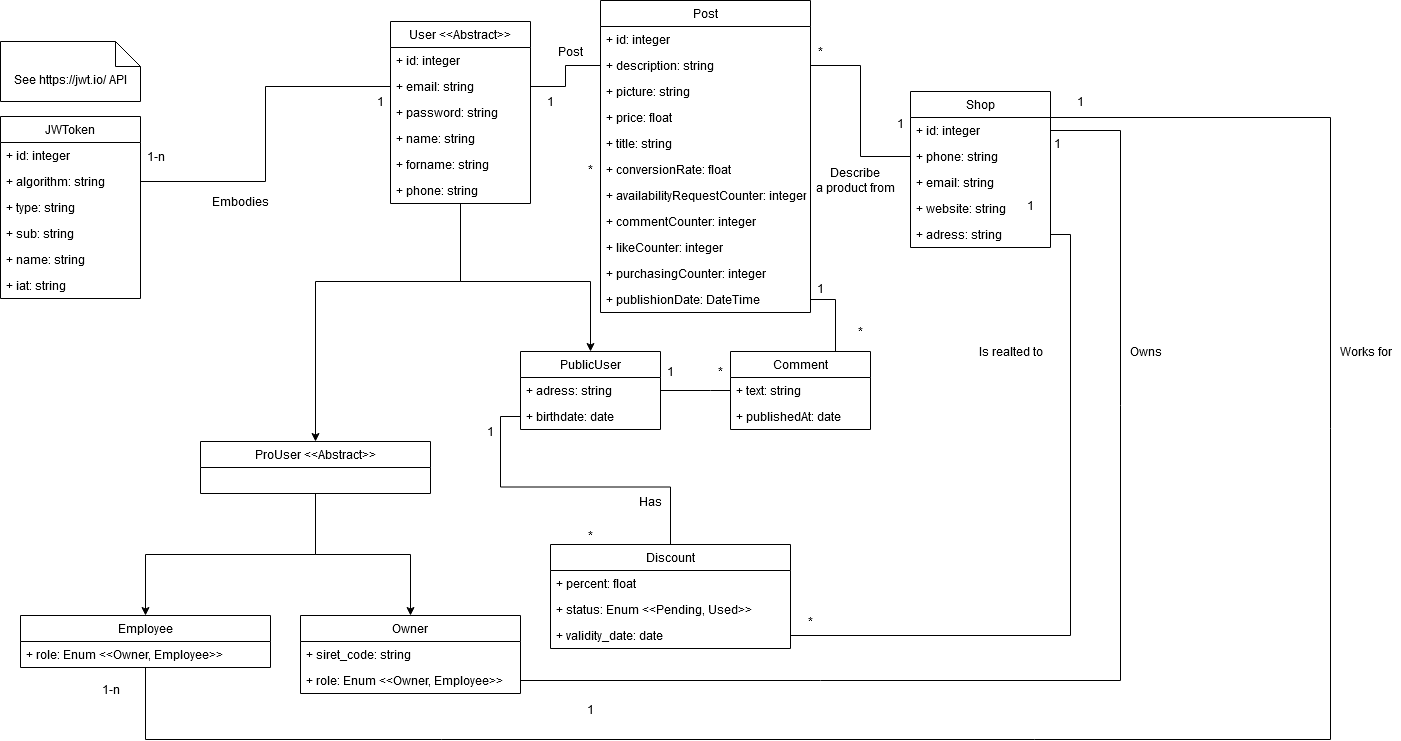 See https://jwt.io/ API
JWToken
+ id: integer
+ algorithm: string
+ type: string
+ sub: string
+ name: string
+ iat: string
1-n
Embodies
1
User <<Abstract>>
+ id: integer
+ email: string
+ password: string
+ name: string
+ forname: string
+ phone: string
Post
1
*
Post
+ id: integer
+ description: string
+ picture: string
+ price: float
+ title: string
+ conversionRate: float
+ availabilityRequestCounter: integer
+ commentCounter: integer
+ likeCounter: integer
+ purchasingCounter: integer
+ publishionDate: DateTime
*
1
Describe
a product from
Shop
+ id: integer
+ phone: string
+ email: string
+ website: string
+ adress: string
1
1
1
1
*
Is realted to
Owns
Works for
PublicUser
+ adress: string
+ birthdate: date
1
*
Comment
+ text: string
+ publishedAt: date
1
Has
*
ProUser <<Abstract>>
Discount
+ percent: float
+ status: Enum <<Pending, Used>>
+ validity_date: date
*
Employee
+ role: Enum <<Owner, Employee>>
1-n
Owner
+ siret_code: string
+ role: Enum <<Owner, Employee>>
1